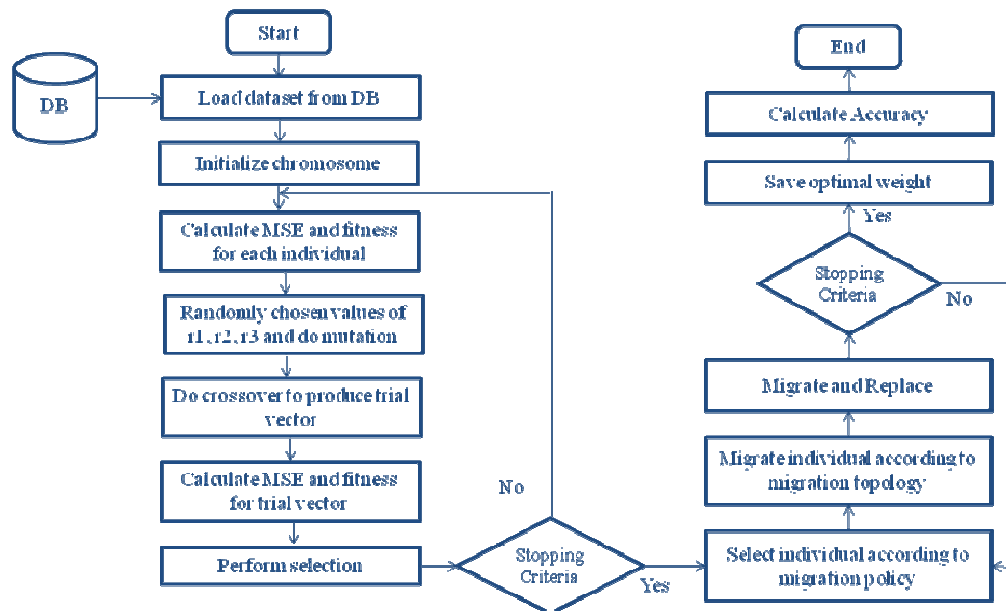 Start
DB
Load dataset from DB
Initialize chromosome
Calculate MSE and fitness
for each individual
Randomly chosen values of
r1, r2, r3 and do mutation
Do crossover to produce trial
vector
Calculate MSE and fitness
for trial vector
Perform selection
Stopping
Criteria
No
Yes
Select individual according to
migration policy
Migrate individual according to
migration topology
Migrate and Replace
Stopping
Criteria
No
Yes
Save optimal weight
Calculate Accuracy
End